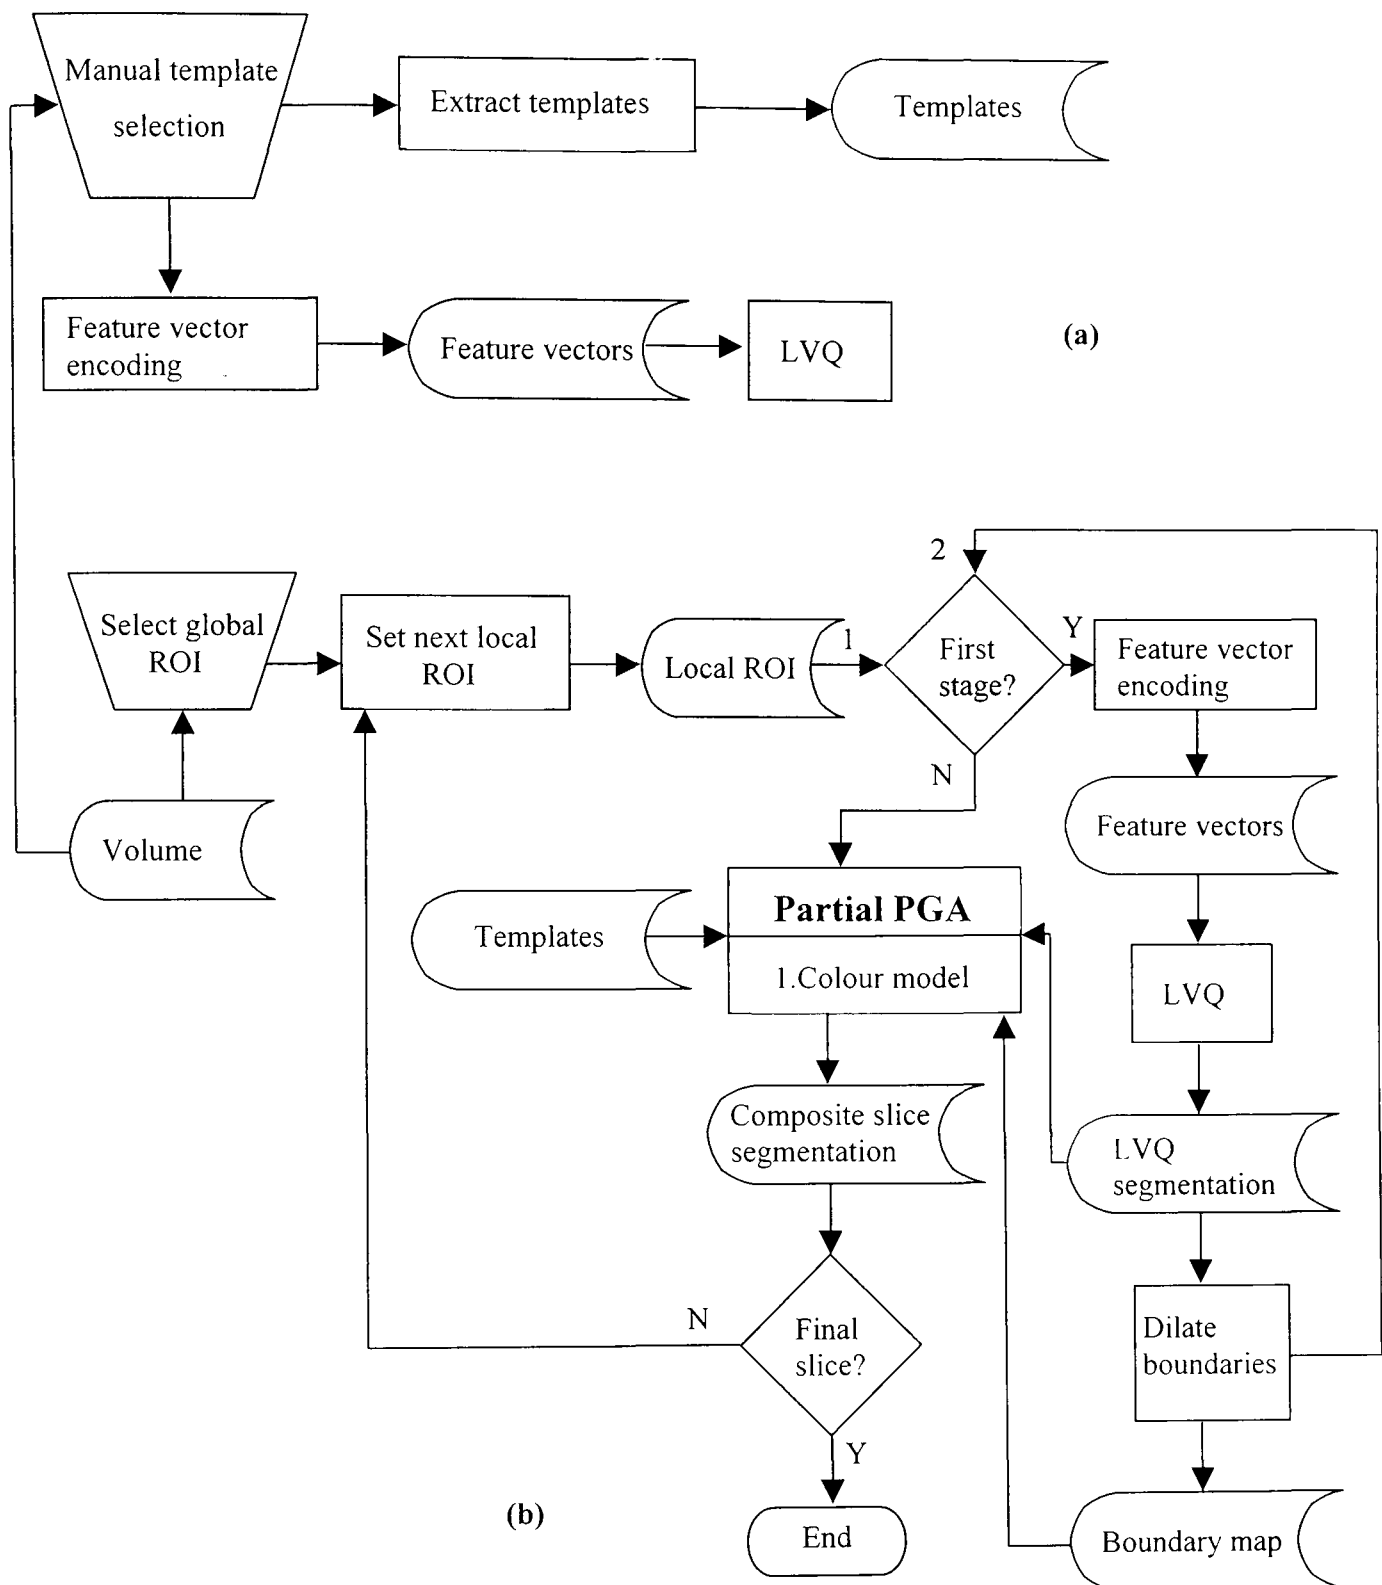 Manual template
selection
Extract templates
Templates
Feature vector
encoding
Feature vectors
LVQ
(a)
2
Select global
ROI
Set next local
ROI
Local ROI
1
First
stage?
Y
Feature vector
encoding
N
Volume
Feature vectors
Templates
Partial PGA
1.Colour model
LVQ
Composite slice
segmentation
LVQ
segmentation
N
Final
slice?
Dilate
boundaries
Y
(b)
End
Boundary map